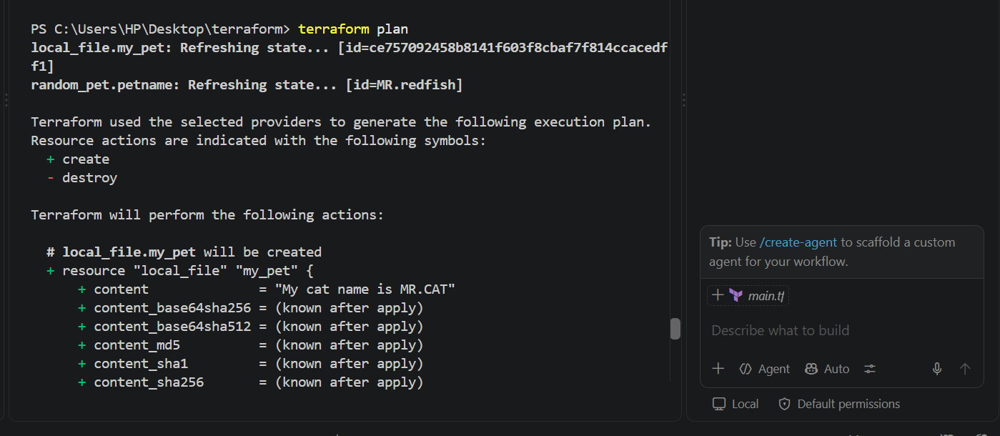 PS C:\Users\HP\Desktop\terraform> terraform plan
local_file.my_pet: Refreshing state... [id=ce757092458b8141f603f8cbaf7f814ccacedf
f1]
random_pet.petname: Refreshing state... [id=MR.redfish]
Terraform used the selected providers to generate the following execution plan.
Resource actions are indicated with the following symbols:
+ create
- destroy
Terraform will perform the following actions:
# local_file.my_pet will be created
+ resource "local_file" "my_pet" {
+ content = "My cat name is MR.CAT"
+ content_base64sha256 = (known after apply)
+ content_base64sha512 = (known after apply)
+ content_md5 = (known after apply)
+ content_sha1 = (known after apply)
+ content_sha256 = (known after apply)
Tip: Use /create-agent to scaffold a custom
agent for your workflow.
main.tf
Describe what to build
Agent Auto
Local Default permissions